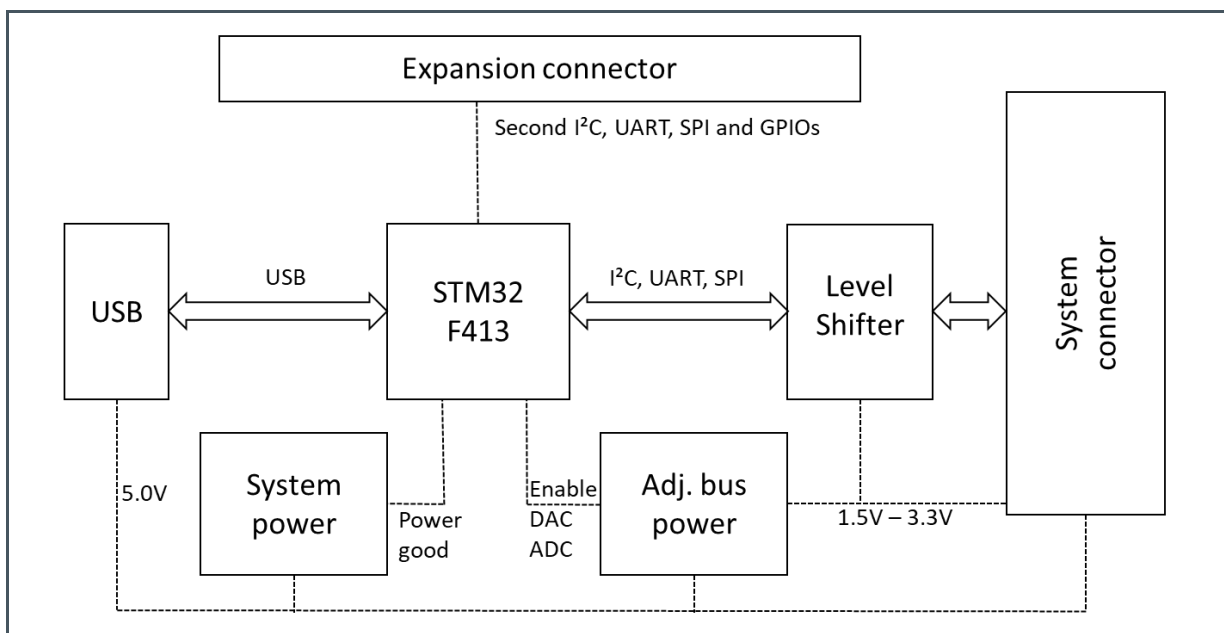 Expansion connector
Second I²C, UART, SPI and GPIOs
USB
USB
STM32
F413
I²C, UART, SPI
Level
Shifter
System
connector
5.0V
System
power
Power
good
Enable
DAC
ADC
Adj. bus
power
1.5V – 3.3V